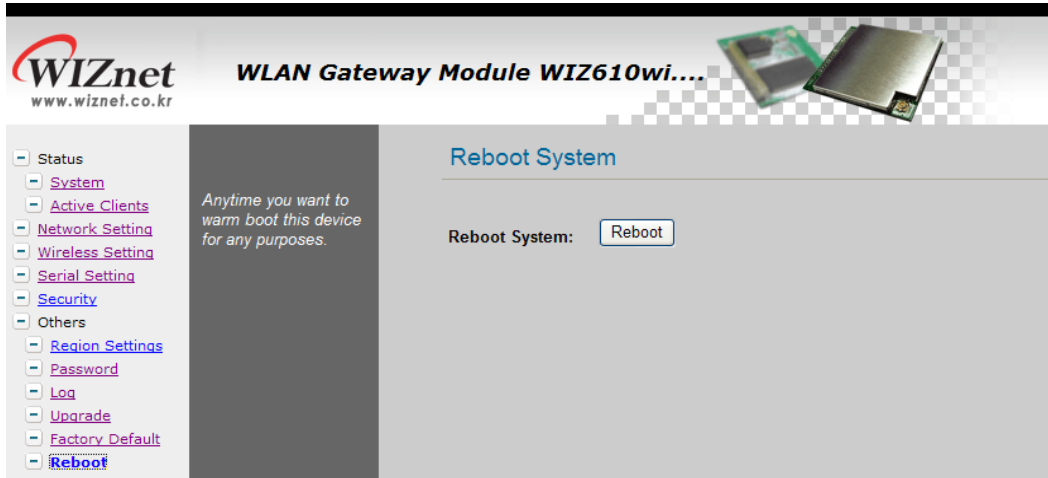 WIZnet
www.wiznet.co.kr
WLAN Gateway Module WIZ610wi....
Status
System
Active Clients
Network Setting
Wireless Setting
Serial Setting
Security
Others
Region Settings
Password
Log
Upgrade
Factory Default
Reboot
Anytime you want to
warm boot this device
for any purposes.
Reboot System
Reboot System: Reboot